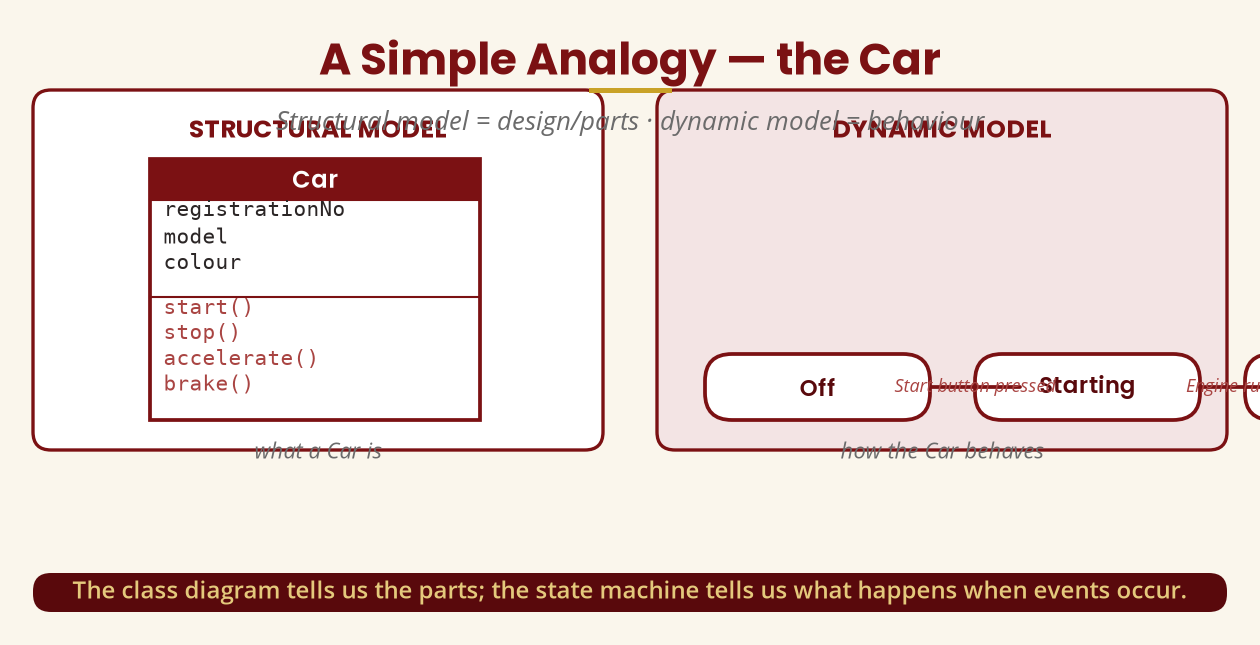 A Simple Analogy — the Car
Structural model = design/parts · dynamic model = behaviour
STRUCTURAL MODEL
Car
registrationNo
model
colour
start()
stop()
accelerate()
brake()
what a Car is
DYNAMIC MODEL
Off
Start button pressed
Starting
Engine
how the Car behaves
The class diagram tells us the parts; the state machine tells us what happens when events occur.